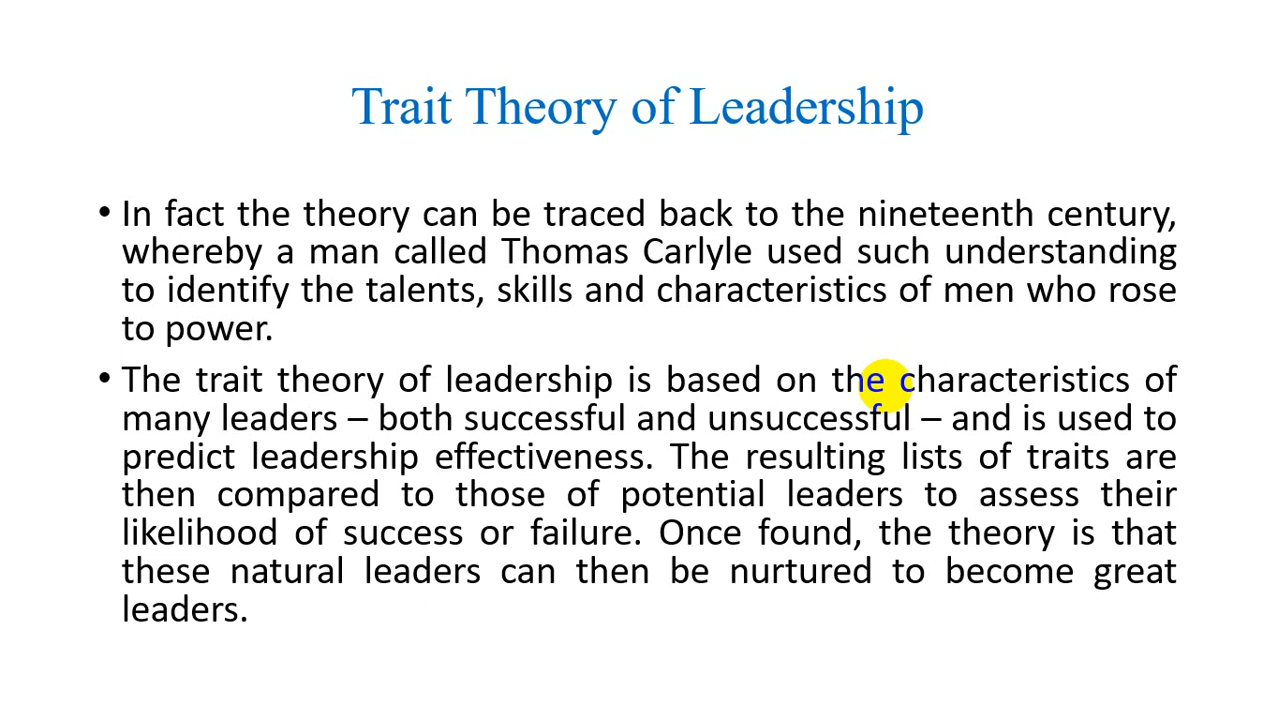 Trait Theory of Leadership
• In fact the theory can be traced back to the nineteenth century,
whereby a man called Thomas Carlyle used such understanding
to identify the talents, skills and characteristics of men who rose
to power.
• The trait theory of leadership is based on the characteristics of
many leaders – both successful and unsuccessful – and is used to
predict leadership effectiveness. The resulting lists of traits are
then compared to those of potential leaders to assess their
likelihood of success or failure. Once found, the theory is that
these natural leaders can then be nurtured to become great
leaders.